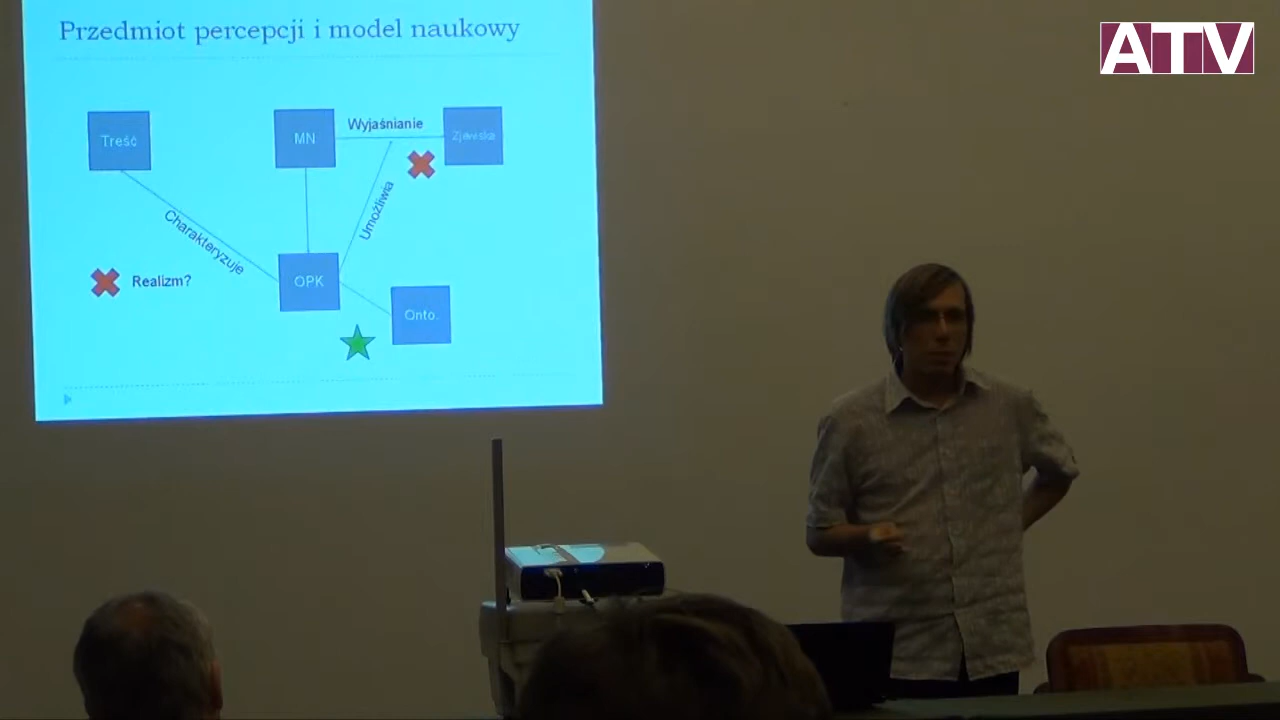 Przedmiot percepcji i model naukowy
ATV
Treść
MN
Wyjaśnianie
Zjawiska
Umożliwia
Charakteryzuje
Realizm?
OPK
Onto.